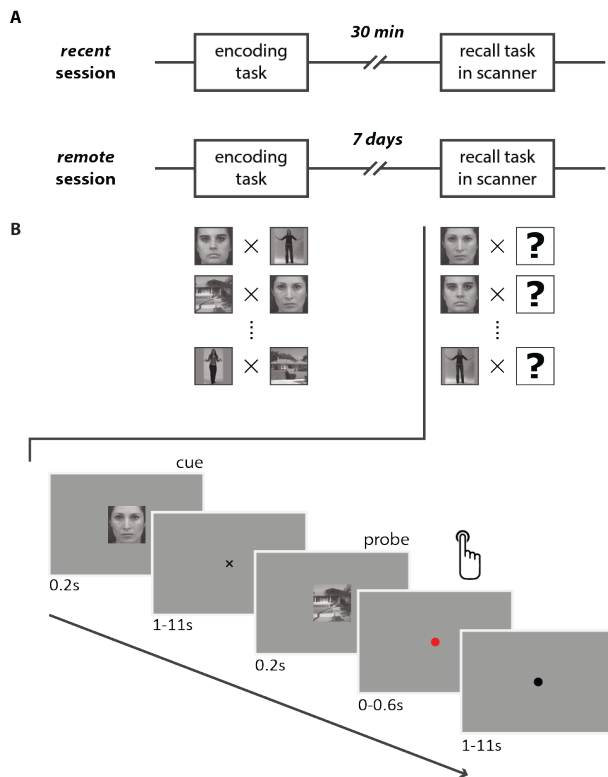 A
recent
session
encoding
task
30 min
recall task
in scanner
remote
session
encoding
task
7 days
recall task
in scanner
B
× ×
?
× ×
?
× ×
?
cue
×
0.2s
1-11s
probe
0.2s
0-0.6s
1-11s